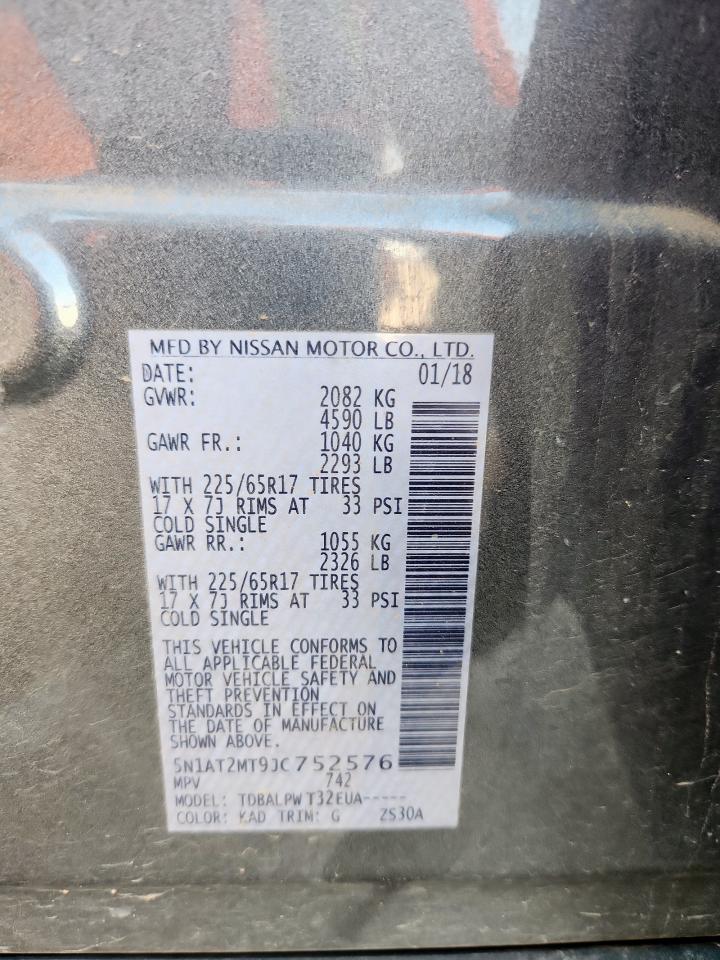 MFD BY NISSAN MOTOR CO., LTD.
DATE: 01/18
GVWR: 2082 KG
4590 LB
GAWR FR.: 1040 KG
2293 LB
WITH 225/65R17 TIRES
17 X 7J RIMS AT 33 PSI
COLD SINGLE
GAWR RR.: 1055 KG
2326 LB
WITH 225/65R17 TIRES
17 X 7J RIMS AT 33 PSI
COLD SINGLE
THIS VEHICLE CONFORMS TO
ALL APPLICABLE FEDERAL
MOTOR VEHICLE SAFETY AND
THEFT PREVENTION
STANDARDS IN EFFECT ON
THE DATE OF MANUFACTURE
SHOWN ABOVE.
5N1AT2MT9JC752576
MPV 742
MODEL: TDBALPW T32EUA-----
COLOR: KAD TRIM: G ZS30A